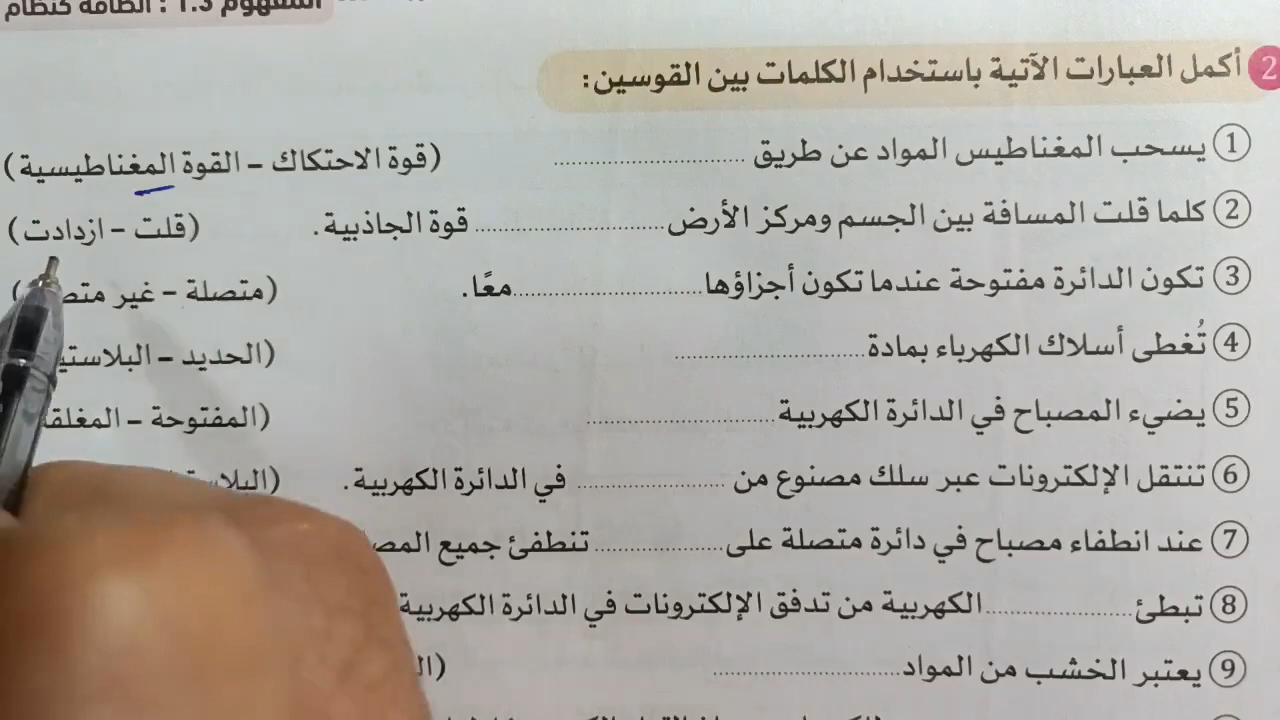 المفهوم 1.3 : الطاقة كنظام
2 أكمل العبارات الآتية باستخدام الكلمات بين القوسين:
1 يسحب المغناطيس المواد عن طريق ........................... (قوة الاحتكاك – القوة المغناطيسية)
2 كلما قلت المسافة بين الجسم ومركز الأرض ........................... قوة الجاذبية. (قلت – ازدادت)
3 تكون الدائرة مفتوحة عندما تكون أجزاؤها ........................... معًا. (متصلة – غير
4 تُغطى أسلاك الكهرباء بمادة ........................... (الحديد –
5 يضيء المصباح في الدائرة الكهربية ........................... (المفتوحة –
6 تنتقل الإلكترونات عبر سلك مصنوع من ..................... في الدائرة الكهربية.
7 عند انطفاء مصباح في دائرة متصلة على .................. تنطفئ جميع
8 تبطئ ..................... الكهربية من تدفق الإلكترونات في الدائرة الكهربية
9 يعتبر الخشب من المواد ...........................